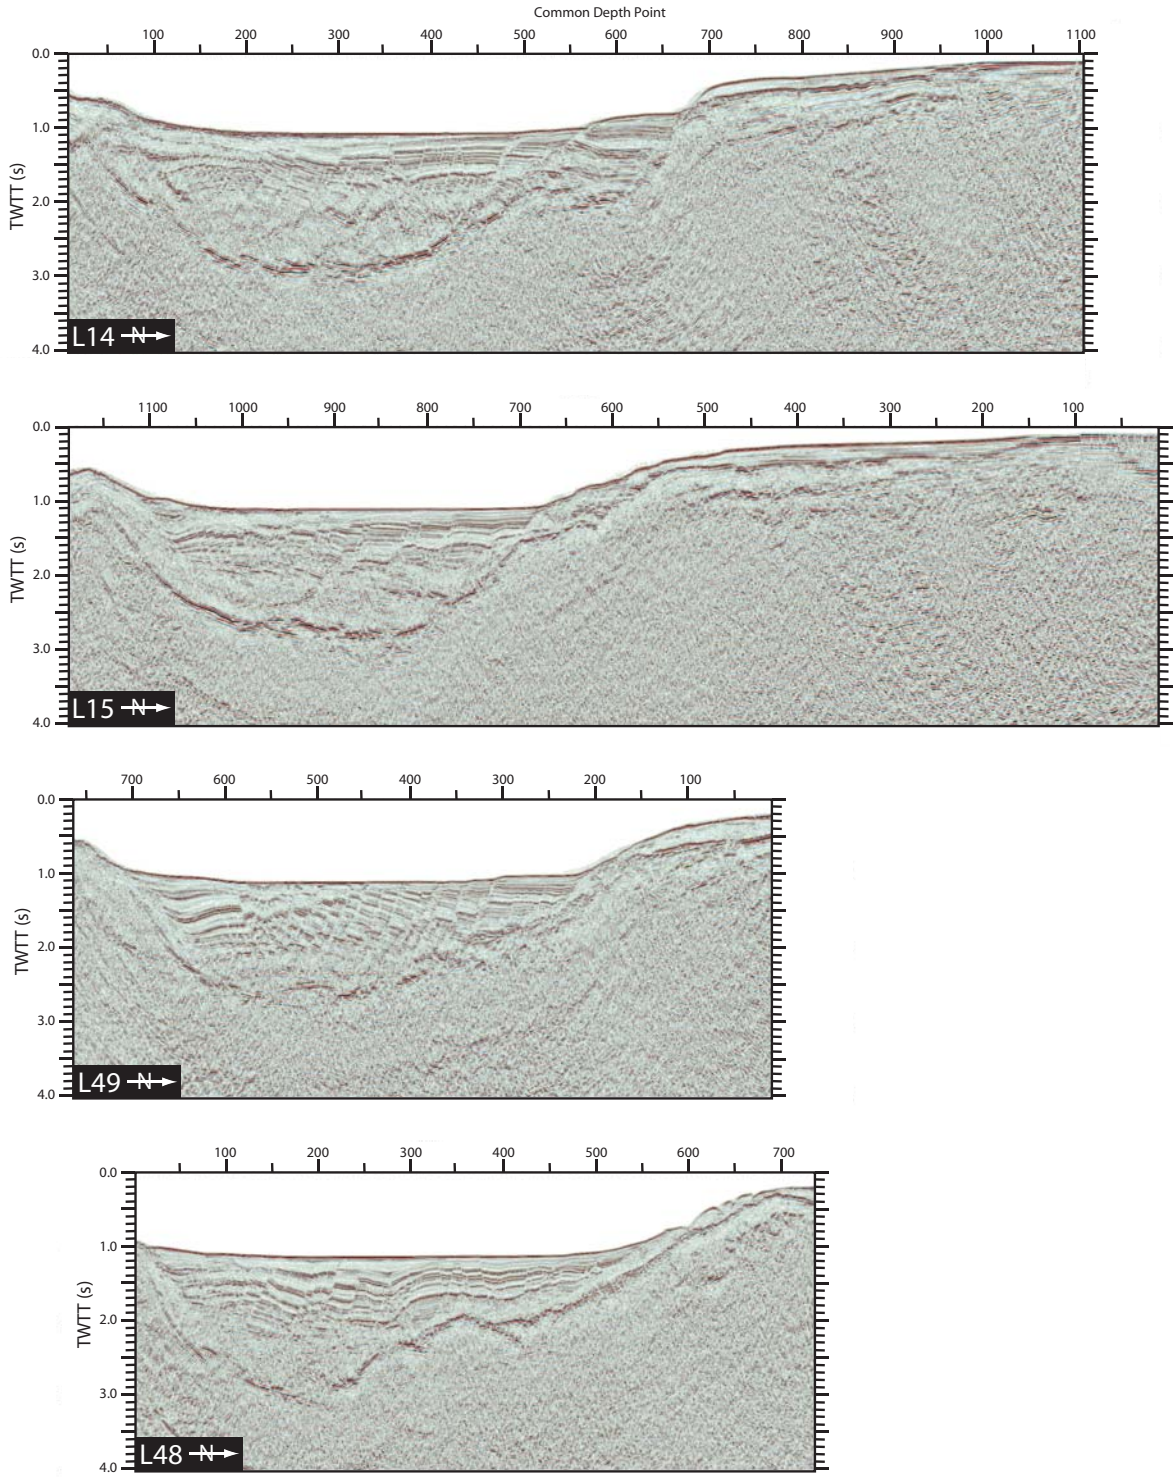 Common Depth Point
100 200 300 400 500 600 700 800 900 1000 1100
0.0
1.0
TWTT (s)
2.0
3.0
L14 N
4.0
1100 1000 900 800 700 600 500 400 300 200 100
0.0
1.0
TWTT (s)
2.0
3.0
L15 N
4.0
700 600 500 400 300 200 100
0.0
1.0
TWTT (s)
2.0
3.0
L49 N
4.0
100 200 300 400 500 600 700
0.0
1.0
TWTT (s)
2.0
3.0
L48 N
4.0